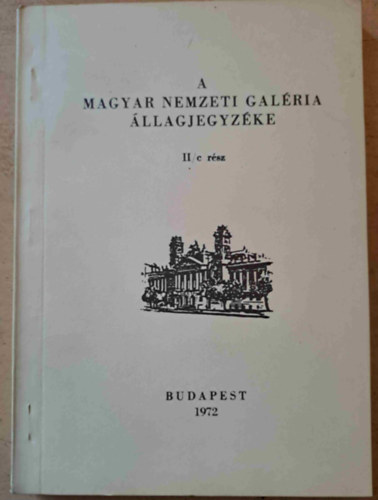 A
MAGYAR NEMZETI GALÉRIA
ÁLLAGJEGYZÉKE
II/c rész
BUDAPEST
1972